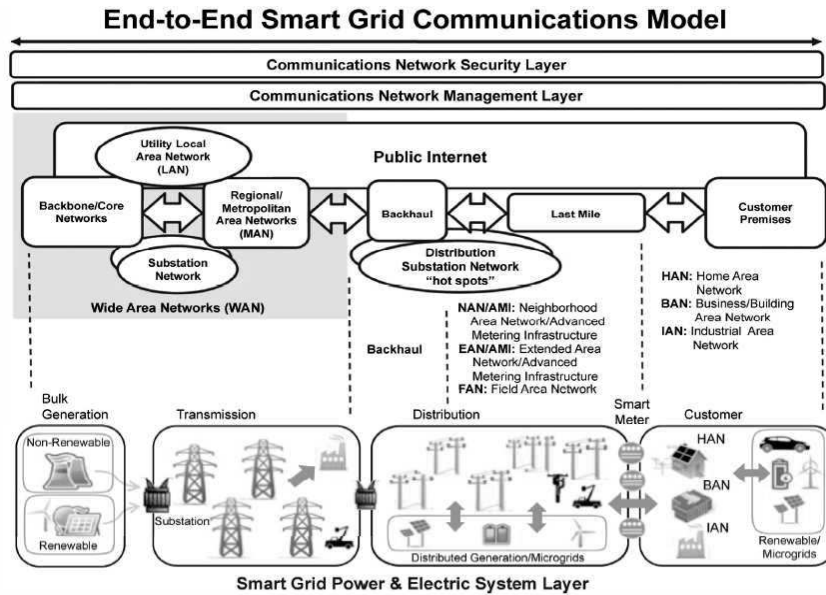 End-to-End Smart Grid Communications Model
Communications Network Security Layer
Communications Network Management Layer
Utility Local
Area Network
(LAN)
Public Internet
Backbone/Core
Networks
Regional/
Metropolitan
Area Networks
(MAN)
Backhaul
Last Mile
Customer
Premises
Substation
Network
Distribution
Substation Network
“hot spots”
Wide Area Networks (WAN)
HAN: Home Area
Network
BAN: Business/Building
Area Network
IAN: Industrial Area
Network
Backhaul
NAN/AMI: Neighborhood
Area Network/Advanced
Metering Infrastructure
EAN/AMI: Extended Area
Network/Advanced
Metering Infrastructure
FAN: Field Area Network
Bulk
Generation
Transmission
Distribution
Smart
Meter
Customer
Non-Renewable
Renewable
Substation
Distributed Generation/Microgrids
HAN
BAN
IAN
Renewable/
Microgrids
Smart Grid Power & Electric System Layer